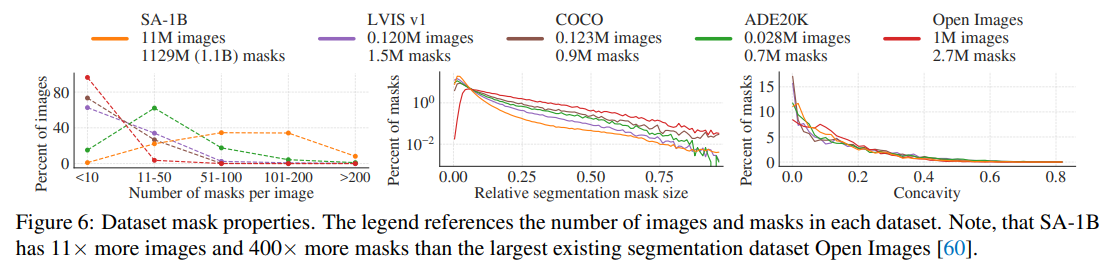 SA-1B
11M images
1129M (1.1B) masks
LVIS v1
0.120M images
1.5M masks
COCO
0.123M images
0.9M masks
ADE20K
0.028M images
0.7M masks
Open Images
1M images
2.7M masks
Percent of images
80
40
0
<10 11-50 51-100 101-200 >200
Number of masks per image
Percent of masks
10⁰
10⁻²
0.00 0.25 0.50 0.75
Relative segmentation mask size
Percent of masks
15
10
5
0
0.0 0.2 0.4 0.6 0.8
Concavity
Figure 6: Dataset mask properties. The legend references the number of images and masks in each dataset. Note, that SA-1B
has 11× more images and 400× more masks than the largest existing segmentation dataset Open Images [60].